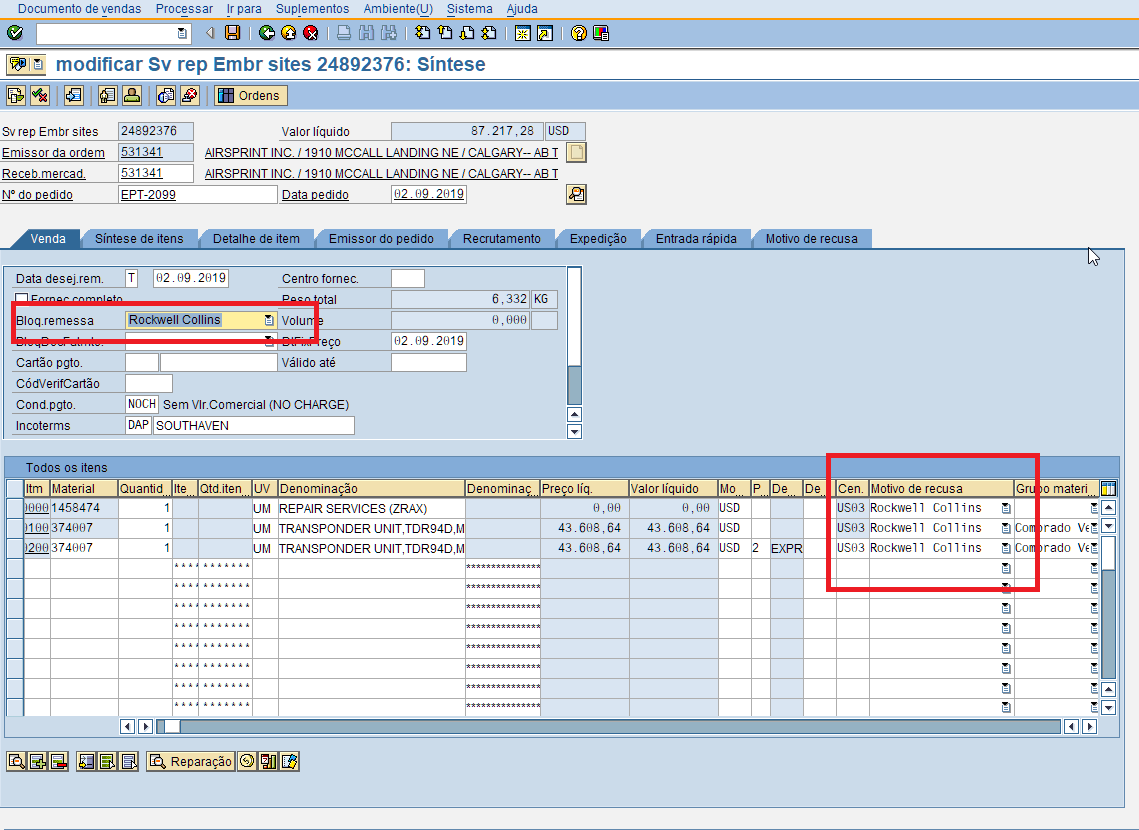 Documento de vendas Processar Ir para Suplementos Ambiente(U) Sistema Ajuda
modificar Sv rep Embr sites 24892376: Síntese
Ordens
Sv rep Embr sites 24892376 Valor líquido 87.217,28 USD
Emissor da ordem 531341 AIRSPRINT INC. / 1910 MCCALL LANDING NE / CALGARY-- AB T
Receb.mercad. 531341 AIRSPRINT INC. / 1910 MCCALL LANDING NE / CALGARY-- AB T
Nº do pedido EPT-2099 Data pedido 02.09.2019
Venda Síntese de itens Detalhe de item Emissor do pedido Recrutamento Expedição Entrada rápida Motivo de recusa
Data desej.rem. T 02.09.2019 Centro fornec.
Fornec.completo Peso total 6,332 KG
Bloq.remessa Rockwell Collins Volume 0,000
BloqDocFatmto. DtFixPreço 02.09.2019
Cartão pgto. Válido até
CódVerifCartão
Cond.pgto. NOCH Sem Vlr.Comercial (NO CHARGE)
Incoterms DAP SOUTHAVEN
Todos os itens
Itm Material Quantid... Ite... Qtd.iten... UV Denominação Denominaç... Preço líq. Valor líquido Mo... P... De... De... Cen. Motivo de recusa Grupo materi...
0000 1458474 1 UM REPAIR SERVICES (ZRAX) 0,00 0,00 USD US03 Rockwell Collins
0100 374007 1 UM TRANSPONDER UNIT,TDR94D,M 43.608,64 43.608,64 USD US03 Rockwell Collins Comprado Ve
0200 374007 1 UM TRANSPONDER UNIT,TDR94D,M 43.608,64 43.608,64 USD 2 EXPR US03 Rockwell Collins Comprado Ve
Reparação